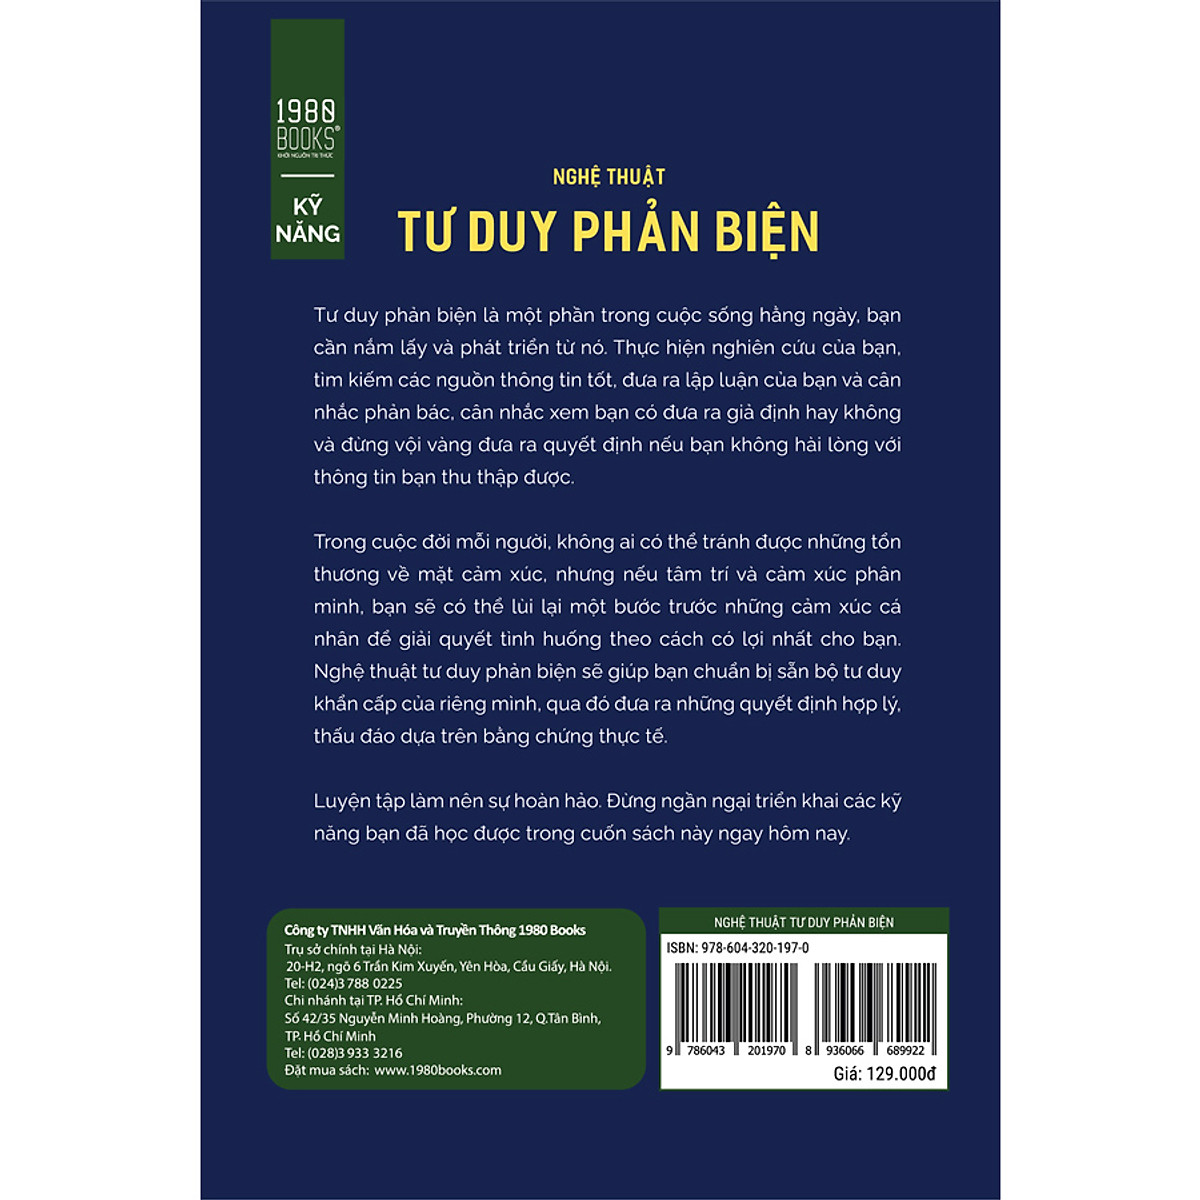 1980
BOOKS®
KHƠI NGUỒN TRI THỨC
KỸ
NĂNG
NGHỆ THUẬT
TƯ DUY PHẢN BIỆN
Tư duy phản biện là một phần trong cuộc sống hằng ngày, bạn
cần nắm lấy và phát triển từ nó. Thực hiện nghiên cứu của bạn,
tìm kiếm các nguồn thông tin tốt, đưa ra lập luận của bạn và cân
nhắc phản bác, cân nhắc xem bạn có đưa ra giả định hay không
và đừng vội vàng đưa ra quyết định nếu bạn không hài lòng với
thông tin bạn thu thập được.
Trong cuộc đời mỗi người, không ai có thể tránh được những tổn
thương về mặt cảm xúc, nhưng nếu tâm trí và cảm xúc phân
minh, bạn sẽ có thể lùi lại một bước trước những cảm xúc cá
nhân để giải quyết tình huống theo cách có lợi nhất cho bạn.
Nghệ thuật tư duy phản biện sẽ giúp bạn chuẩn bị sẵn bộ tư duy
khẩn cấp của riêng mình, qua đó đưa ra những quyết định hợp lý,
thấu đáo dựa trên bằng chứng thực tế.
Luyện tập làm nên sự hoàn hảo. Đừng ngần ngại triển khai các kỹ
năng bạn đã học được trong cuốn sách này ngay hôm nay.
Công ty TNHH Văn Hóa và Truyền Thông 1980 Books
Trụ sở chính tại Hà Nội:
20-H2, ngõ 6 Trần Kim Xuyến, Yên Hòa, Cầu Giấy, Hà Nội.
Tel: (024)3 788 0225
Chi nhánh tại TP. Hồ Chí Minh:
Số 42/35 Nguyễn Minh Hoàng, Phường 12, Q.Tân Bình,
TP. Hồ Chí Minh
Tel: (028)3 933 3216
Đặt mua sách: www.1980books.com
NGHỆ THUẬT TƯ DUY PHẢN BIỆN
ISBN: 978-604-320-197-0
9 786043 201970 8 936066 689922
Giá: 129.000đ